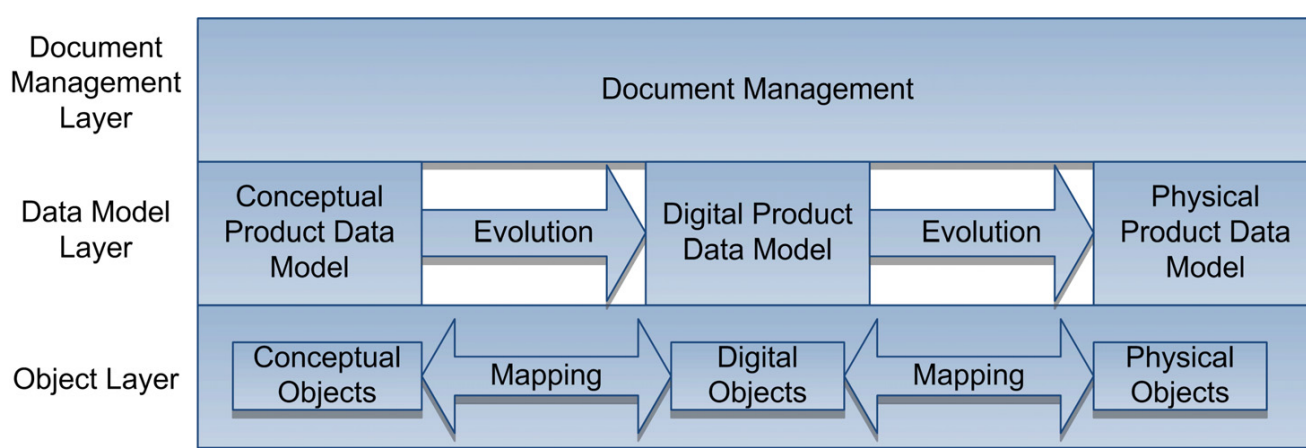 Document
Management
Layer
Document Management
Data Model
Layer
Conceptual
Product Data
Model
Evolution
Digital Product
Data Model
Evolution
Physical
Product Data
Model
Object Layer
Conceptual
Objects
Mapping
Digital
Objects
Mapping
Physical
Objects